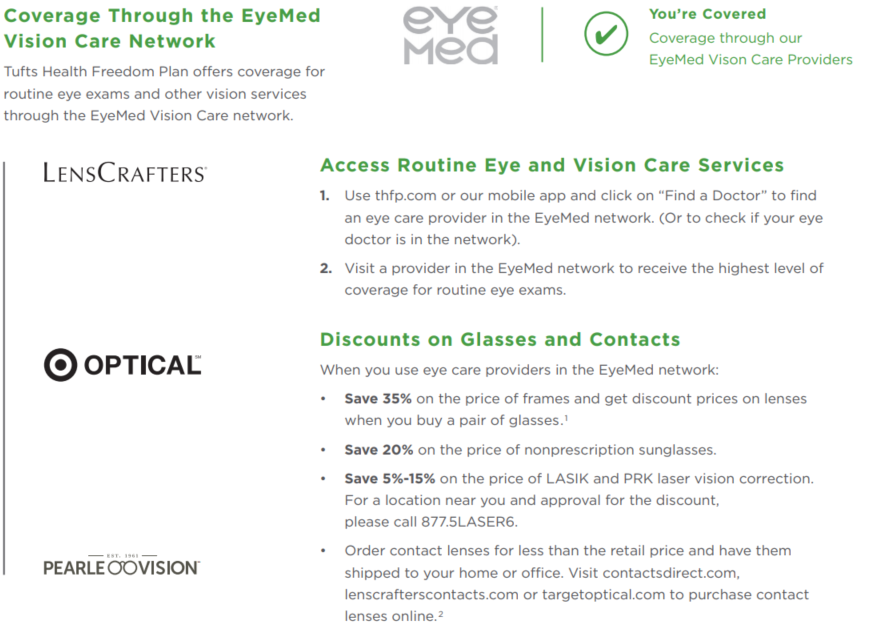 Coverage Through the EyeMed
Vision Care Network
Tufts Health Freedom Plan offers coverage for
routine eye exams and other vision services
through the EyeMed Vision Care network.
eye
Med
You're Covered
Coverage through our
EyeMed Vison Care Providers
LENSCRAFTERS
Access Routine Eye and Vision Care Services
1. Use thfp.com or our mobile app and click on “Find a Doctor” to find
an eye care provider in the EyeMed network. (Or to check if your eye
doctor is in the network).
2. Visit a provider in the EyeMed network to receive the highest level of
coverage for routine eye exams.
OPTICAL℠
Discounts on Glasses and Contacts
When you use eye care providers in the EyeMed network:
• Save 35% on the price of frames and get discount prices on lenses
when you buy a pair of glasses.¹
• Save 20% on the price of nonprescription sunglasses.
• Save 5%-15% on the price of LASIK and PRK laser vision correction.
For a location near you and approval for the discount,
please call 877.5LASER6.
EST. 1961
PEARLE VISION
• Order contact lenses for less than the retail price and have them
shipped to your home or office. Visit contactsdirect.com,
lenscrafterscontacts.com or targetoptical.com to purchase contact
lenses online.²